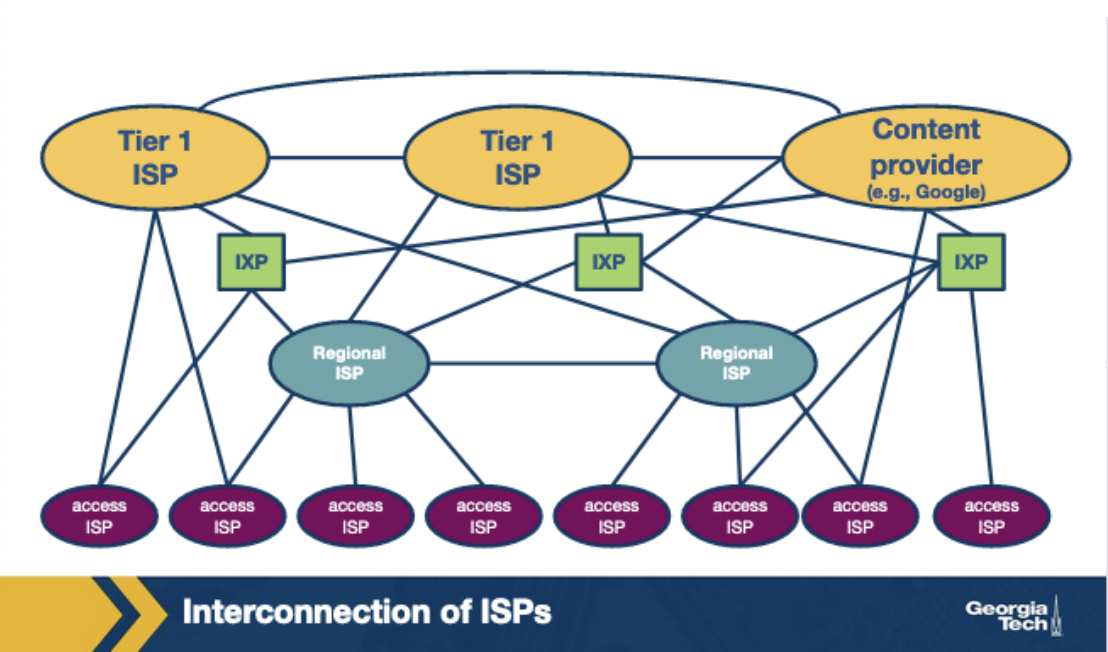 Tier 1
ISP
Tier 1
ISP
Content
provider
(e.g., Google)
IXP
IXP
IXP
Regional
ISP
Regional
ISP
access
ISP
access
ISP
access
ISP
access
ISP
access
ISP
access
ISP
access
ISP
access
ISP
Interconnection of ISPs
Georgia
Tech